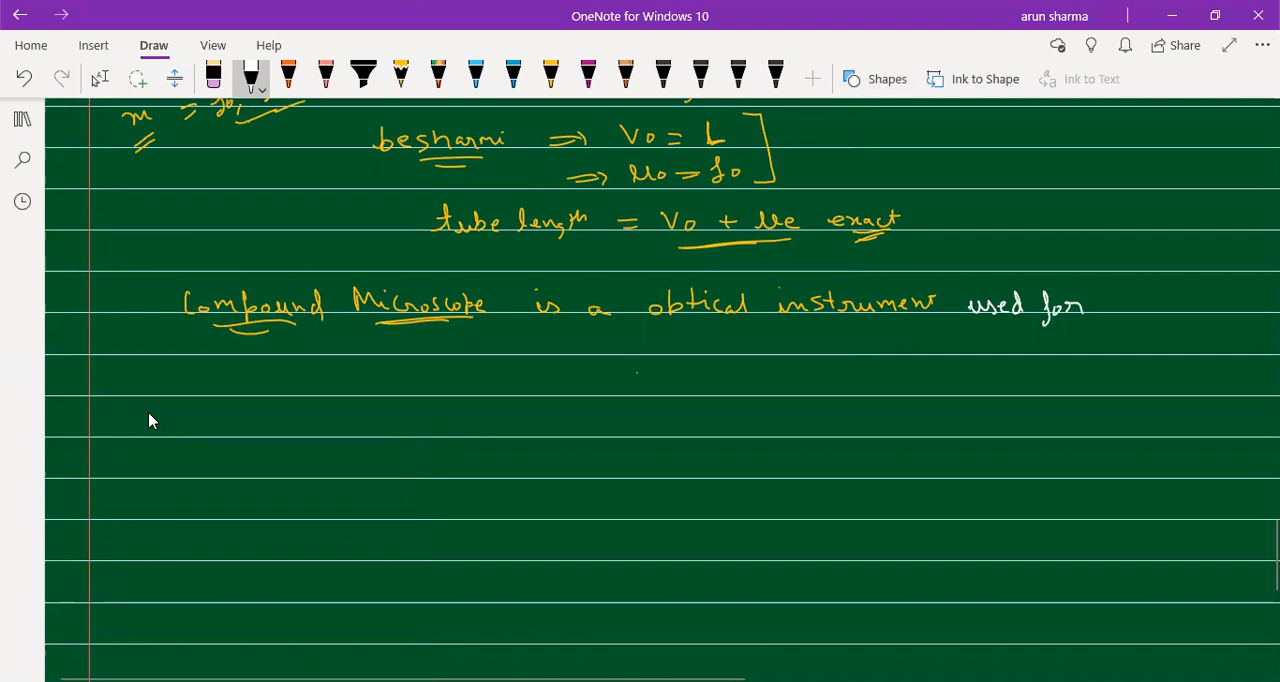 OneNote for Windows 10
arun sharma
Home Insert Draw View Help
Share
Shapes
Ink to Shape
Ink to Text
m =
besharmi ⇒ vo = L
⇒ uo = fo
tube length = vo + ue exact
Compound Microscope is a obtical instrument used for